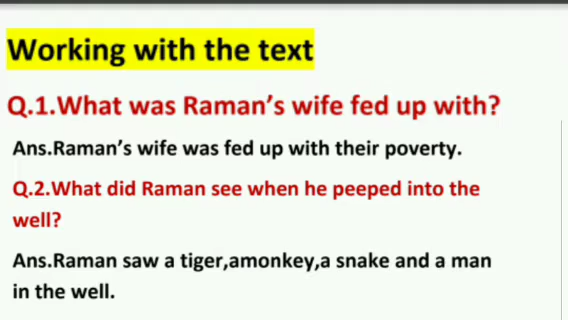 Working with the text
Q.1.What was Raman's wife fed up with?
Ans.Raman's wife was fed up with their poverty.
Q.2.What did Raman see when he peeped into the
well?
Ans.Raman saw a tiger,amonkey,a snake and a man
in the well.